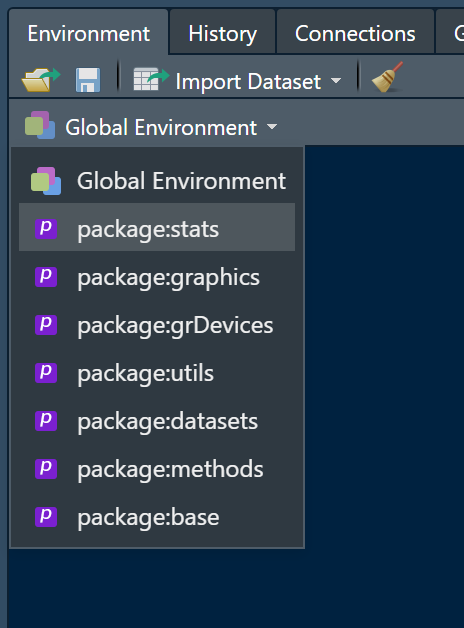 Environment History Connections G
Import Dataset
Global Environment
Global Environment
p package:stats
p package:graphics
p package:grDevices
p package:utils
p package:datasets
p package:methods
p package:base